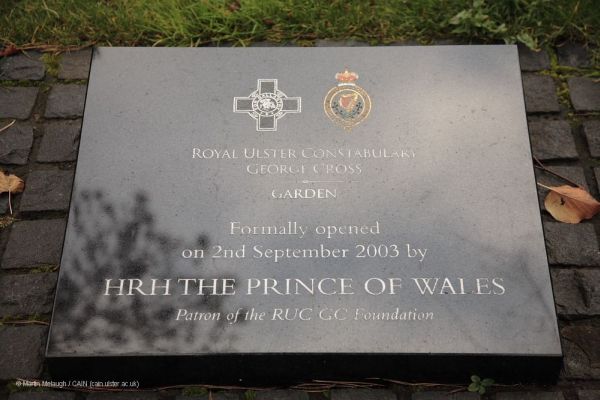 ROYAL ULSTER CONSTABULARY
GEORGE CROSS
GARDEN
Formally opened
on 2nd September 2003 by
HRH THE PRINCE OF WALES
Patron of the RUC GC Foundation
© Martin Melaugh / CAIN (cain.ulster.ac.uk)